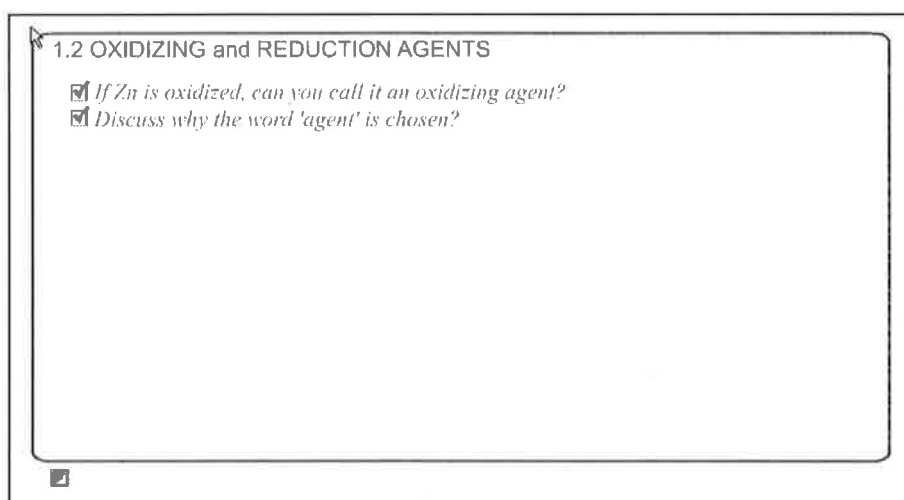 1.2 OXIDIZING and REDUCTION AGENTS
If Zn is oxidized, can you call it an oxidizing agent?
Discuss why the word 'agent' is chosen?